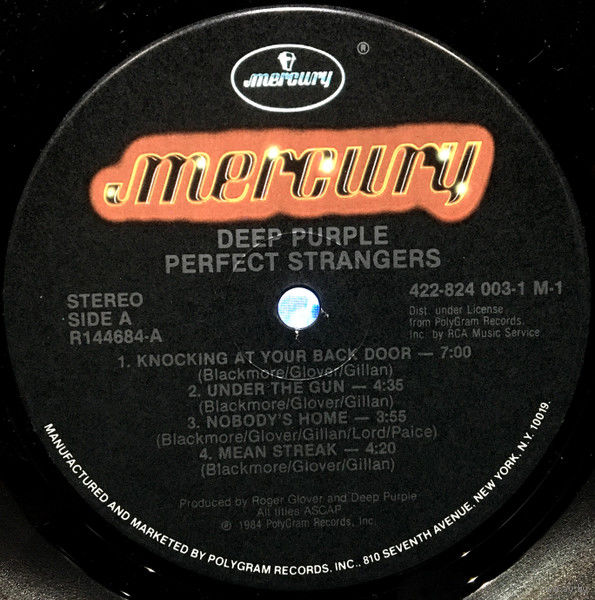 mercury
®
mercury
DEEP PURPLE
PERFECT STRANGERS
STEREO
SIDE A
R144684-A
422-824 003-1 M-1
Dist. under License
from PolyGram Records,
Inc. by RCA Music Service
1. KNOCKING AT YOUR BACK DOOR — 7:00
(Blackmore/Glover/Gillan)
2. UNDER THE GUN — 4:35
(Blackmore/Glover/Gillan)
3. NOBODY'S HOME — 3:55
(Blackmore/Glover/Gillan/Lord/Paice)
4. MEAN STREAK — 4:20
(Blackmore/Glover/Gillan)
Produced by Roger Glover and Deep Purple
All titles ASCAP
℗ 1984 PolyGram Records, Inc.
MANUFACTURED AND MARKETED BY POLYGRAM RECORDS. INC., 810 SEVENTH AVENUE, NEW YORK, N.Y. 10019.